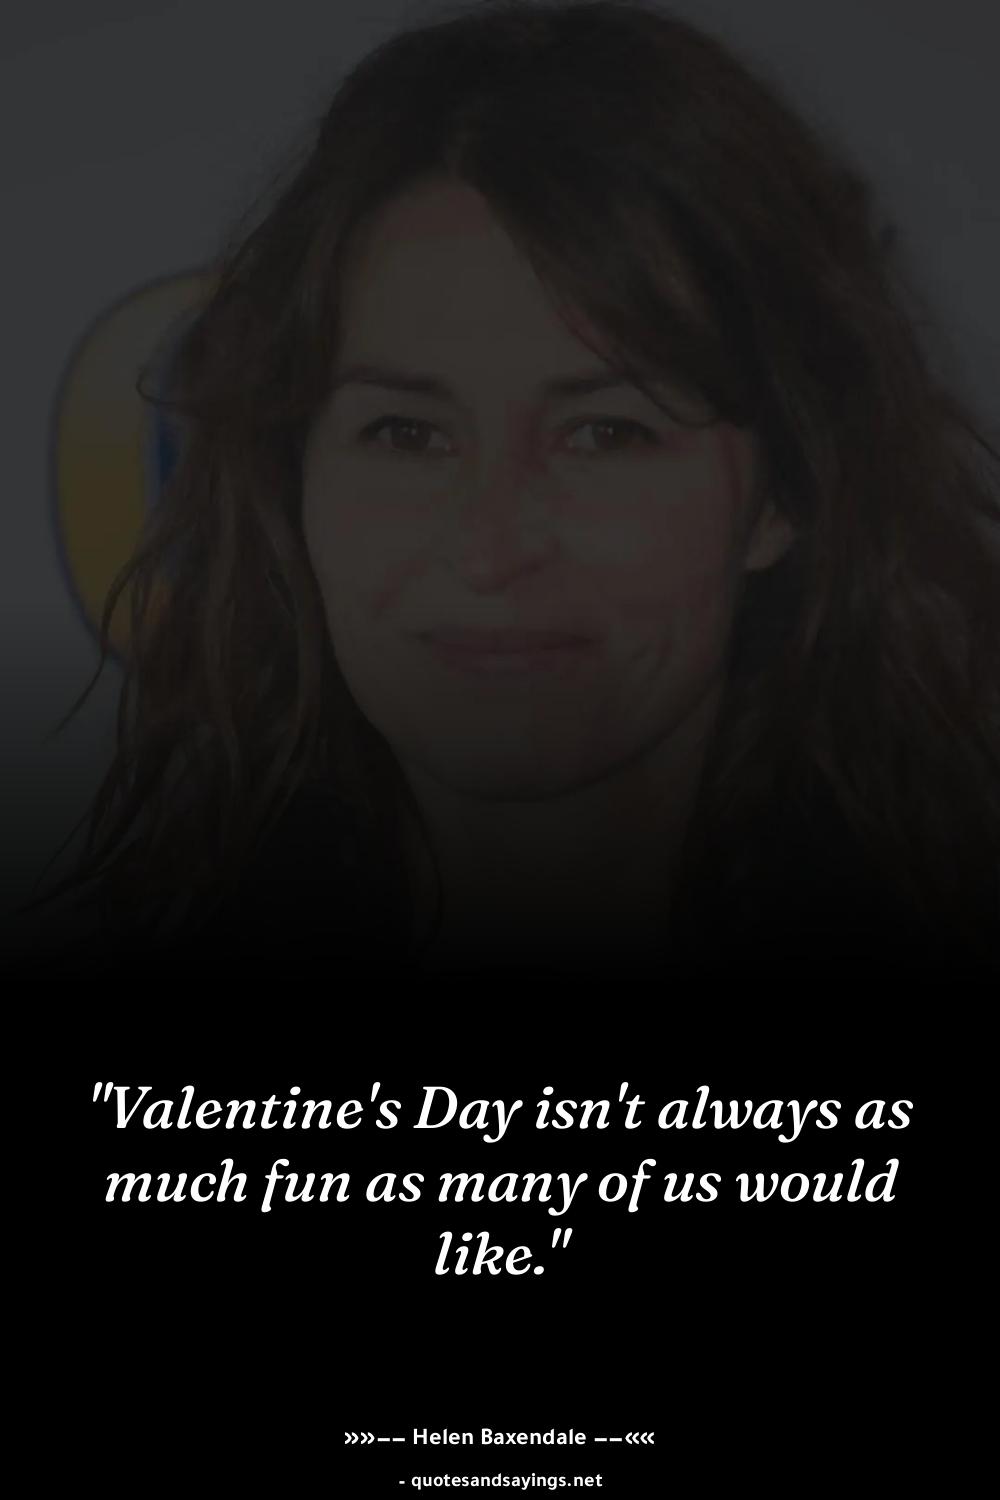 "Valentine's Day isn't always as
much fun as many of us would
like."
»»–– Helen Baxendale ––««
- quotesandsayings.net